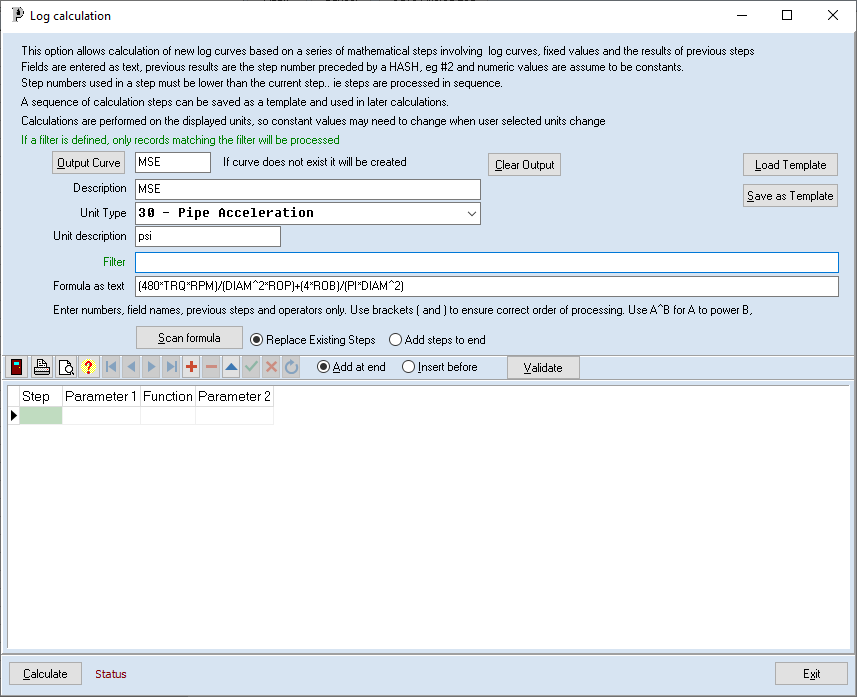 Log calculation
This option allows calculation of new log curves based on a series of mathematical steps involving log curves, fixed values and the results of previous steps
Fields are entered as text, previous results are the step number preceded by a HASH, eg #2 and numeric values are assume to be constants.
Step numbers used in a step must be lower than the current step.. ie steps are processed in sequence.
A sequence of calculation steps can be saved as a template and used in later calculations.
Calculations are performed on the displayed units, so constant values may need to change when user selected units change
If a filter is defined, only records matching the filter will be processed
Output Curve MSE If curve does not exist it will be created Clear Output Load Template
Description MSE Save as Template
Unit Type 30 - Pipe Acceleration
Unit description psi
Filter
Formula as text (480*TRQ*RPM)/(DIAM^2*ROP)+(4*ROB)/(PI*DIAM^2)
Enter numbers, field names, previous steps and operators only. Use brackets ( and ) to ensure correct order of processing. Use A^B for A to power B,
Scan formula Replace Existing Steps Add steps to end
? Add at end Insert before Validate
Step Parameter 1 Function Parameter 2
Calculate Status Exit